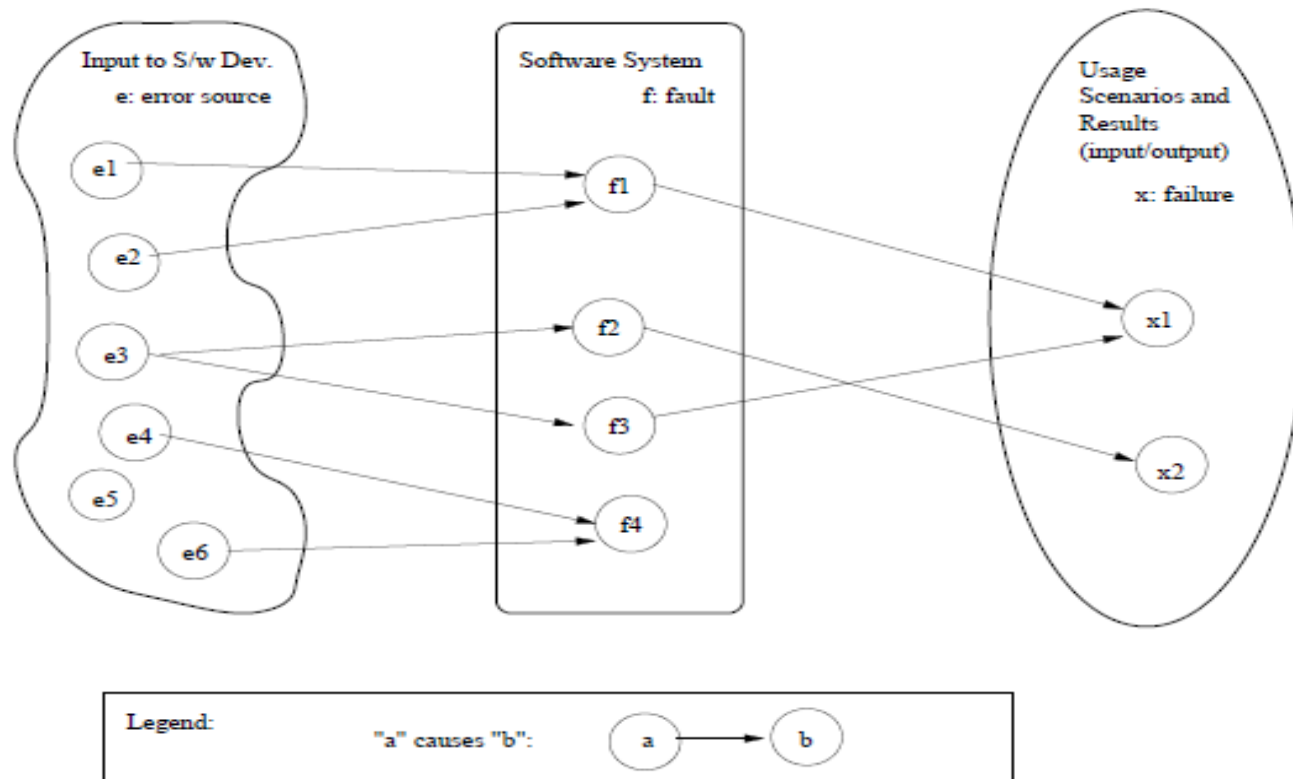 Input to S/w Dev.
e: error source
e1
e2
e3
e4
e5
e6
Software System
f: fault
f1
f2
f3
f4
Usage
Scenarios and
Results
(input/output)
x: failure
x1
x2
Legend:
"a" causes "b":
a
b